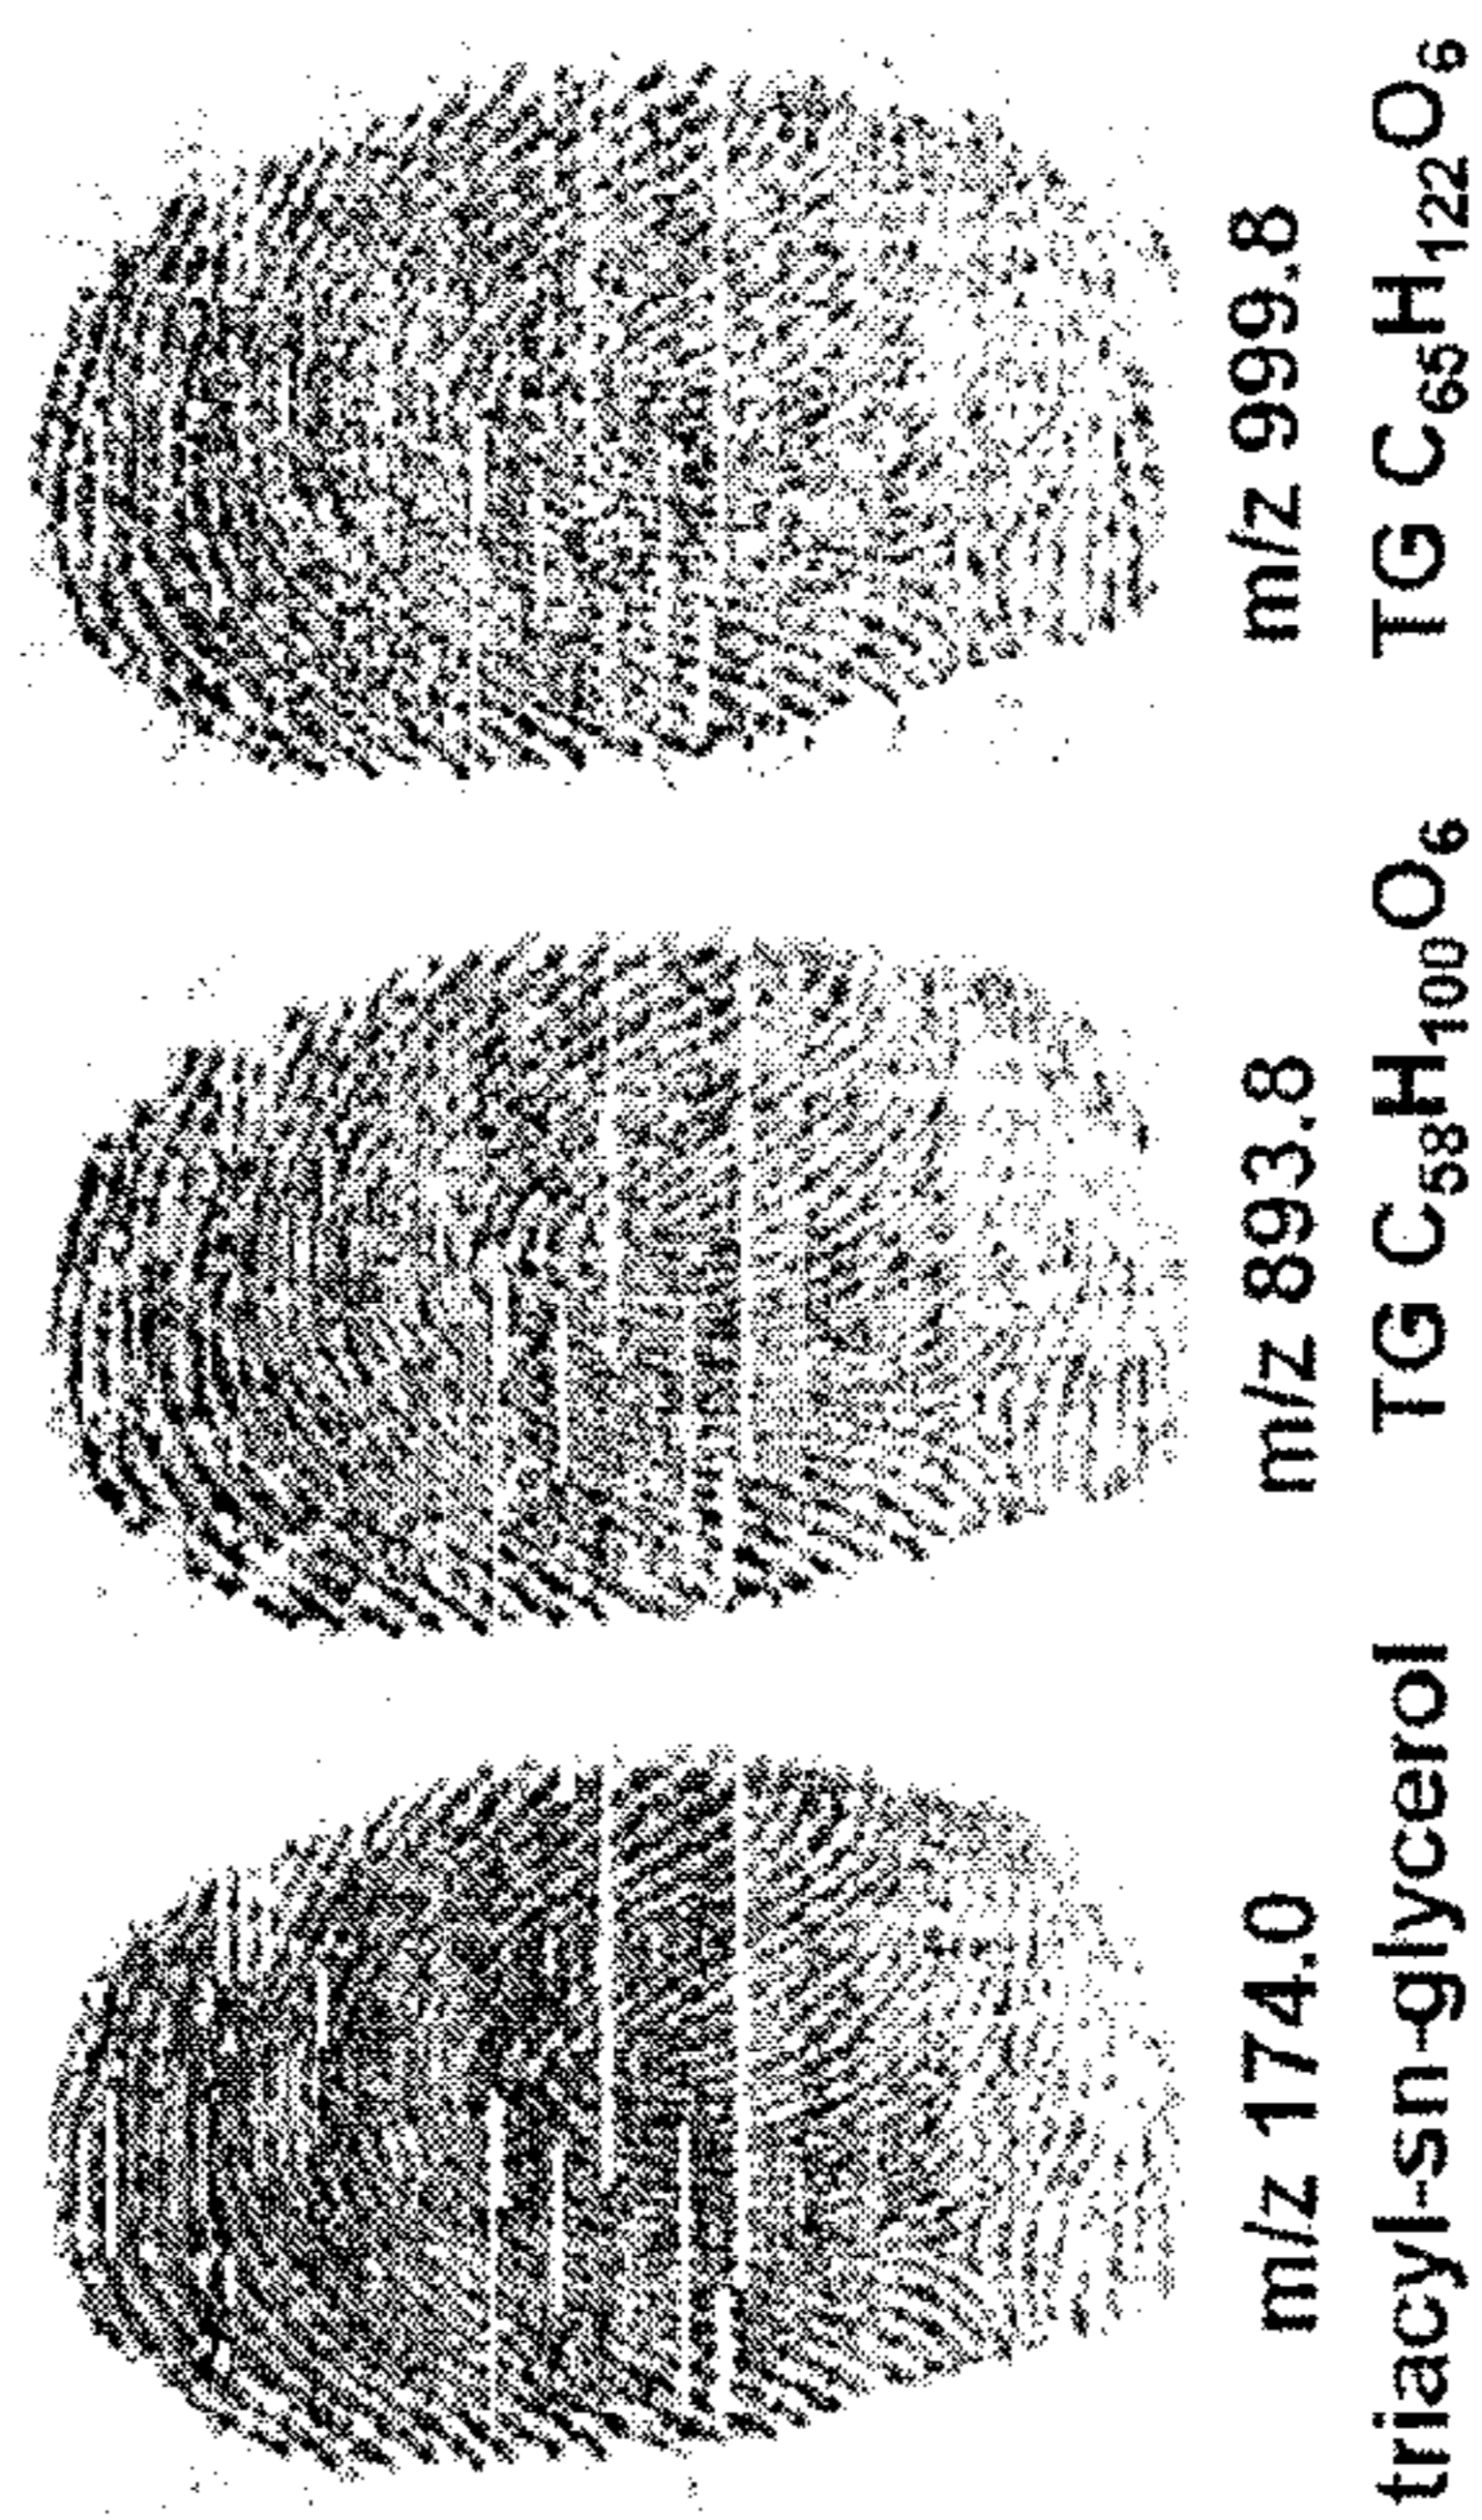 m/z 174.0 m/z 893.8 m/z 999.8
triacyl-sn-glycerol TG C₅₈H₁₀₀O₆ TG C₆₅H₁₂₂O₆